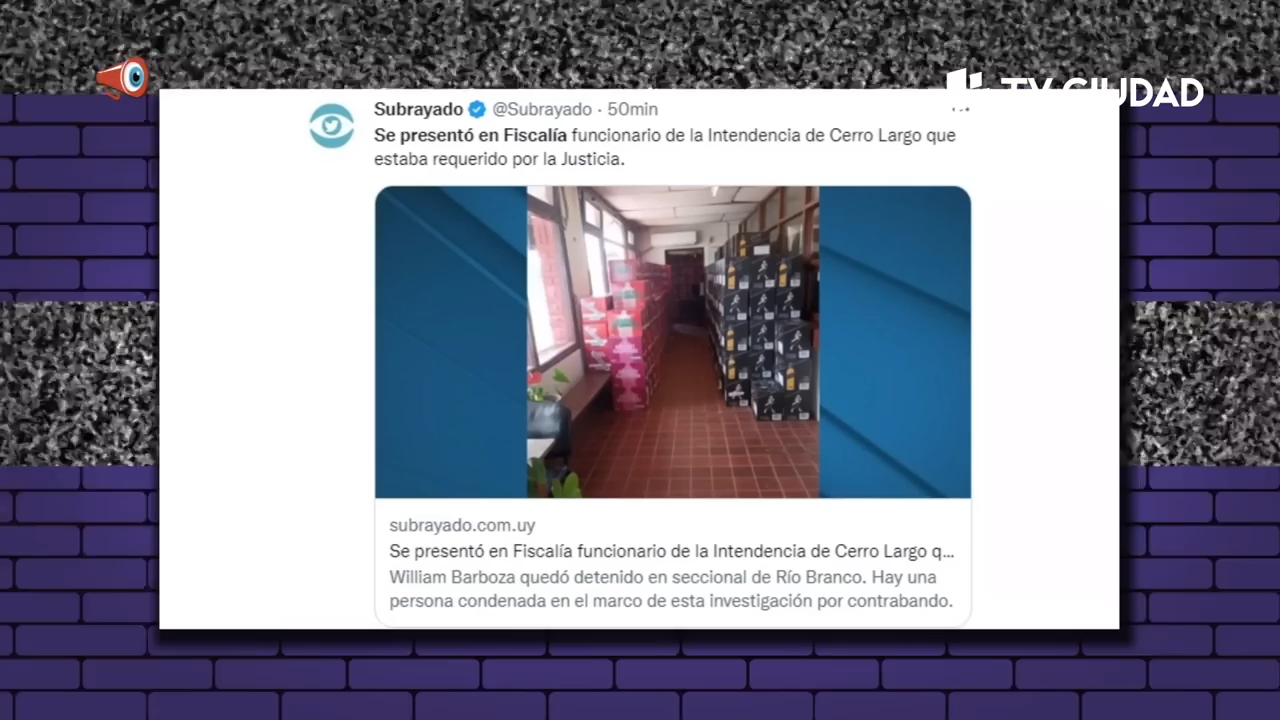 TV CIUDAD
Subrayado @Subrayado · 50min
Se presentó en Fiscalía funcionario de la Intendencia de Cerro Largo que
estaba requerido por la Justicia.
subrayado.com.uy
Se presentó en Fiscalía funcionario de la Intendencia de Cerro Largo q...
William Barboza quedó detenido en seccional de Río Branco. Hay una
persona condenada en el marco de esta investigación por contrabando.